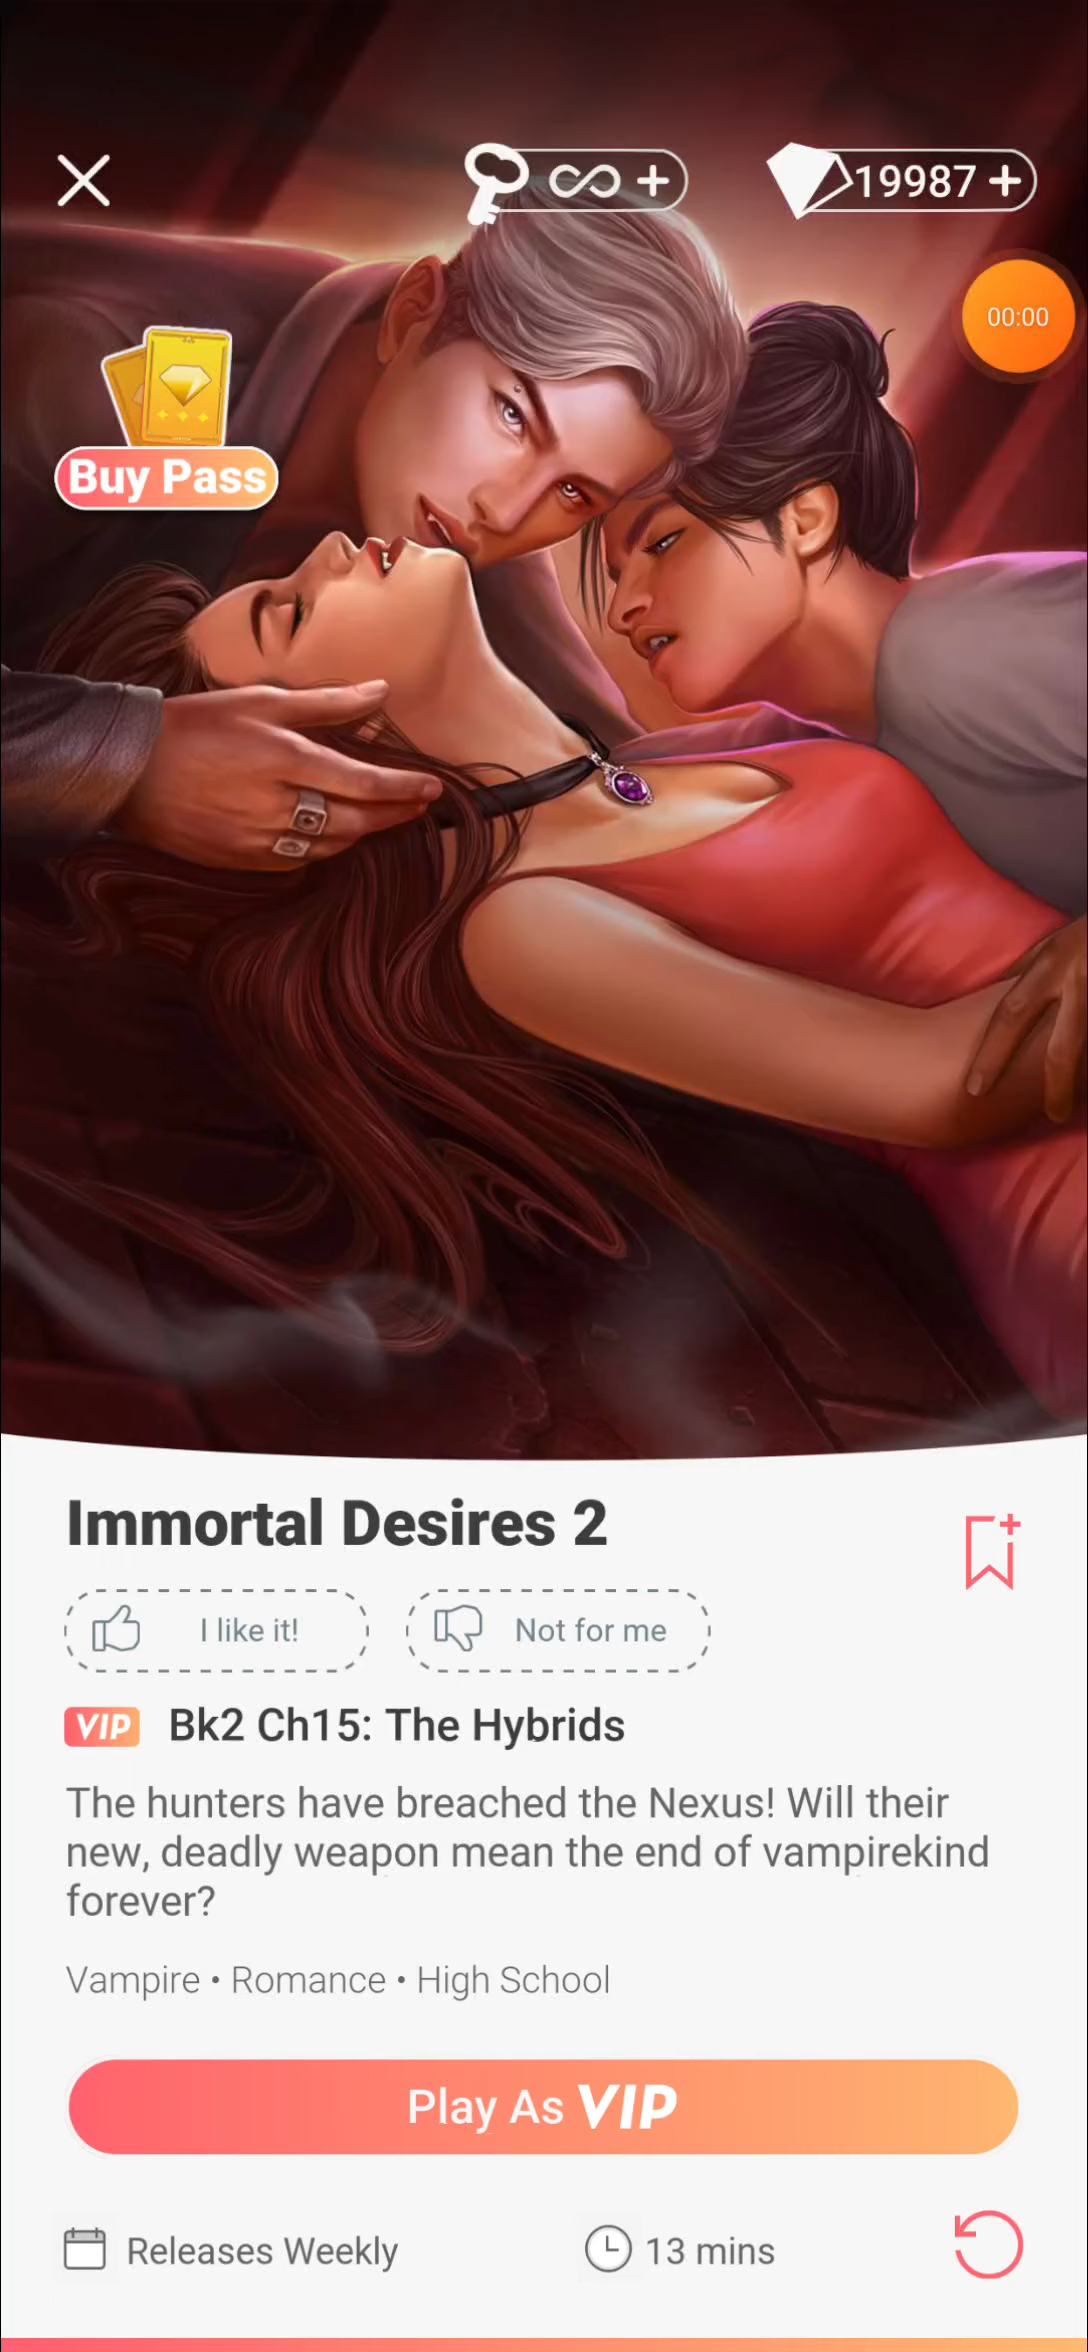 19987
00:00
Buy Pass
Immortal Desires 2
I like it!
Not for me
VIP Bk2 Ch15: The Hybrids
The hunters have breached the Nexus! Will their
new, deadly weapon mean the end of vampirekind
forever?
Vampire • Romance • High School
Play As VIP
Releases Weekly
13 mins